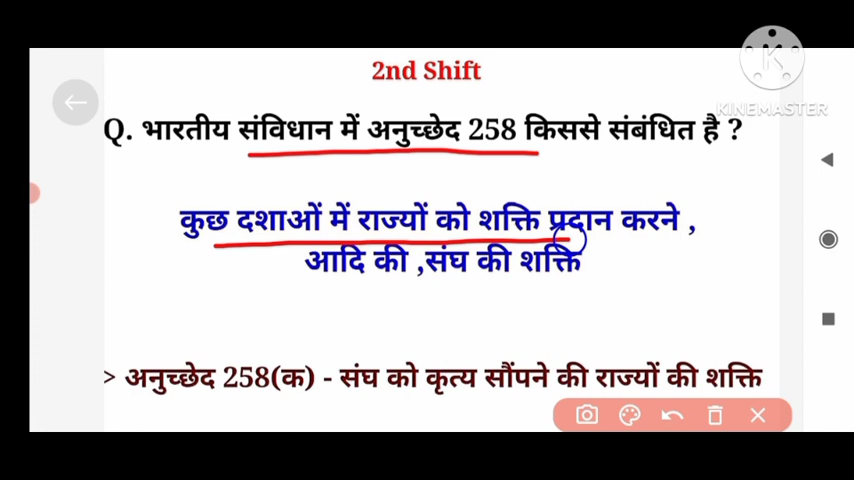 2nd Shift
K
KINEMASTER
Q. भारतीय संविधान में अनुच्छेद 258 किससे संबंधित है ?
कुछ दशाओं में राज्यों को शक्ति प्रदान करने ,
आदि की ,संघ की शक्ति
> अनुच्छेद 258(क) - संघ को कृत्य सौंपने की राज्यों की शक्ति